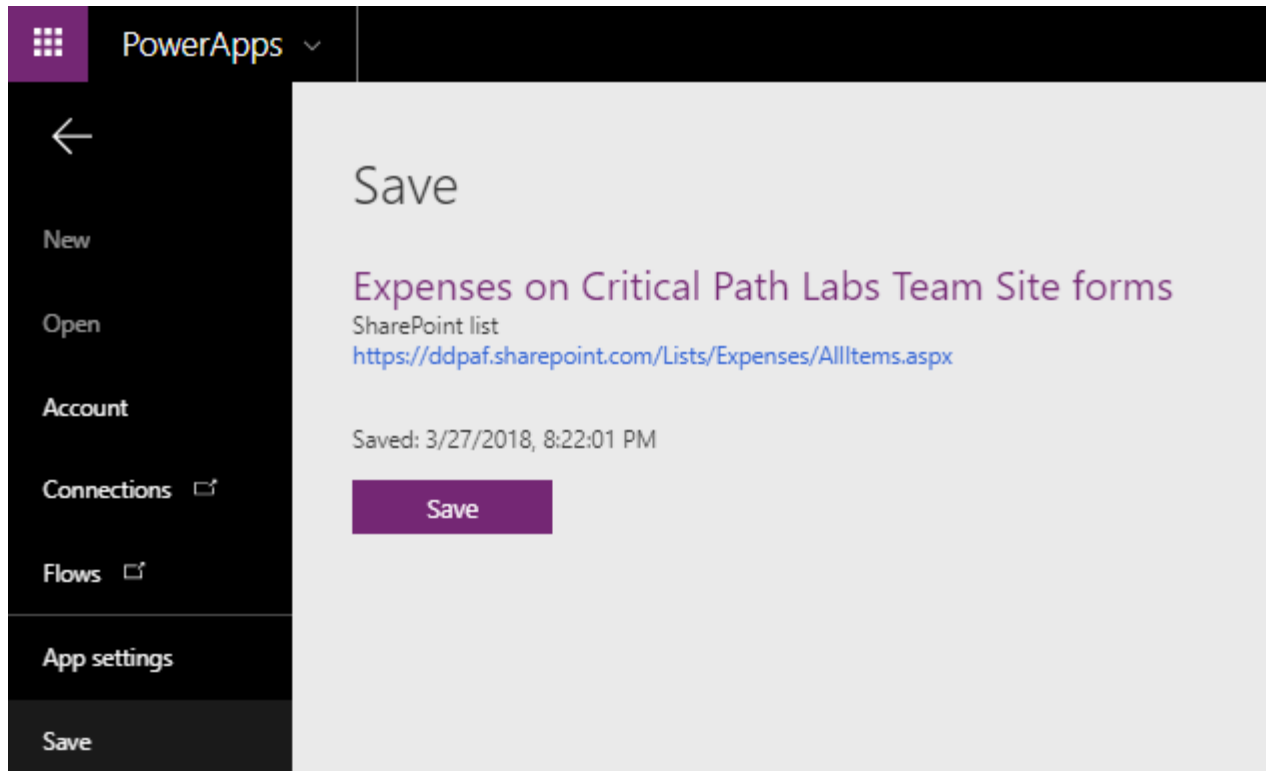 PowerApps
New
Open
Account
Connections
Flows
App settings
Save
Save
Expenses on Critical Path Labs Team Site forms
SharePoint list
https://ddpaf.sharepoint.com/Lists/Expenses/AllItems.aspx
Saved: 3/27/2018, 8:22:01 PM
Save